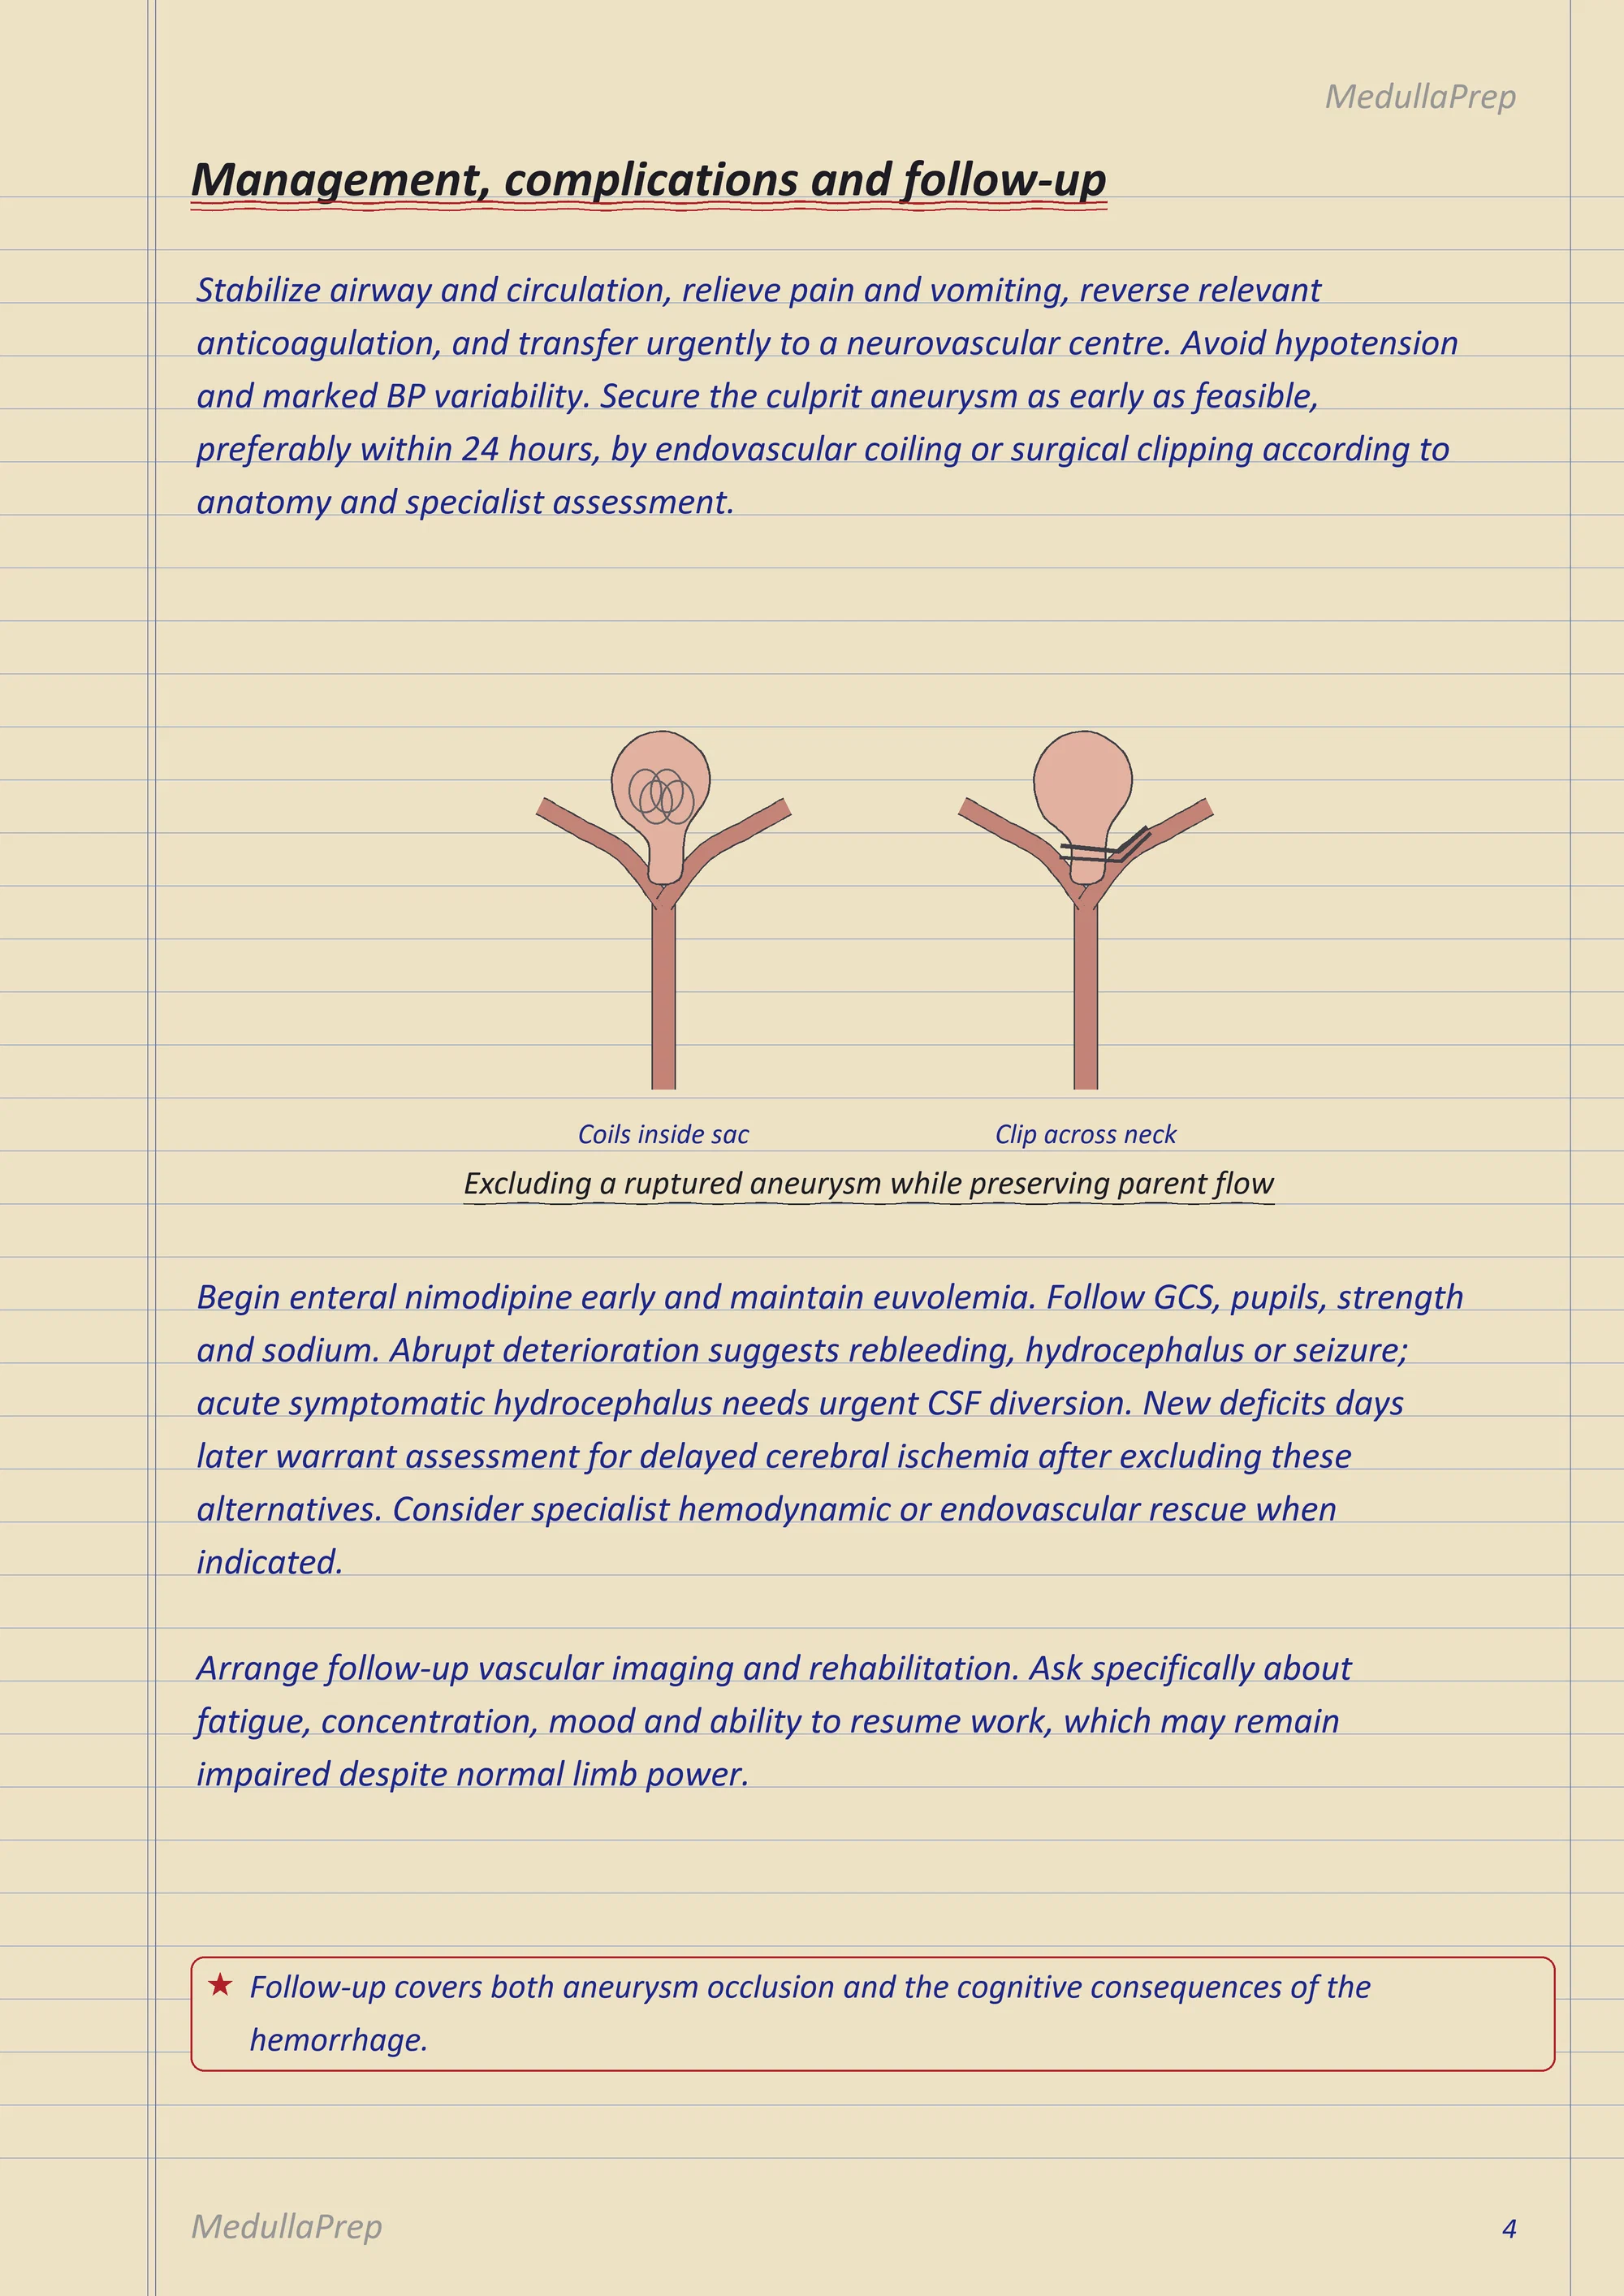 MedullaPrep
Management, complications and follow-up
Stabilize airway and circulation, relieve pain and vomiting, reverse relevant
anticoagulation, and transfer urgently to a neurovascular centre. Avoid hypotension
and marked BP variability. Secure the culprit aneurysm as early as feasible,
preferably within 24 hours, by endovascular coiling or surgical clipping according to
anatomy and specialist assessment.
Coils inside sac
Clip across neck
Excluding a ruptured aneurysm while preserving parent flow
Begin enteral nimodipine early and maintain euvolemia. Follow GCS, pupils, strength
and sodium. Abrupt deterioration suggests rebleeding, hydrocephalus or seizure;
acute symptomatic hydrocephalus needs urgent CSF diversion. New deficits days
later warrant assessment for delayed cerebral ischemia after excluding these
alternatives. Consider specialist hemodynamic or endovascular rescue when
indicated.
Arrange follow-up vascular imaging and rehabilitation. Ask specifically about
fatigue, concentration, mood and ability to resume work, which may remain
impaired despite normal limb power.
★ Follow-up covers both aneurysm occlusion and the cognitive consequences of the
hemorrhage.
MedullaPrep
4